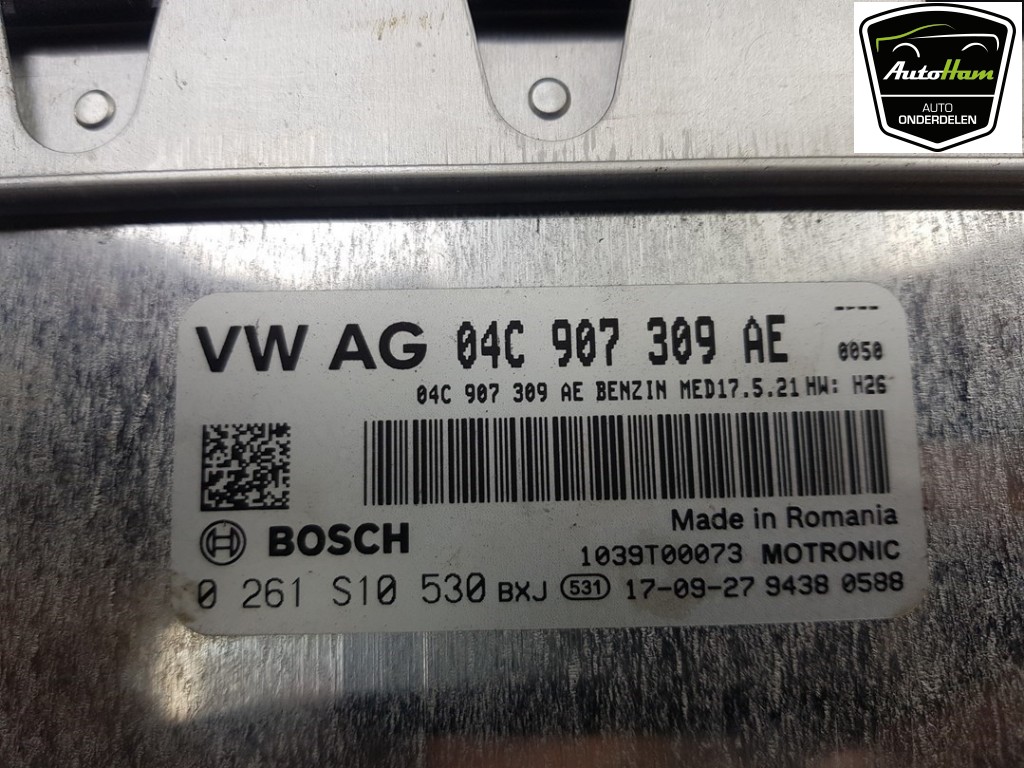 AutoHam
AUTO
ONDERDELEN
VW AG 04C 907 309 AE ---- 0050
04C 907 309 AE BENZIN MED17.5.21 HW: H26
Made in Romania
BOSCH
1039T00073 MOTRONIC
0 261 S10 530 BXJ 531 17-09-27 9438 0588